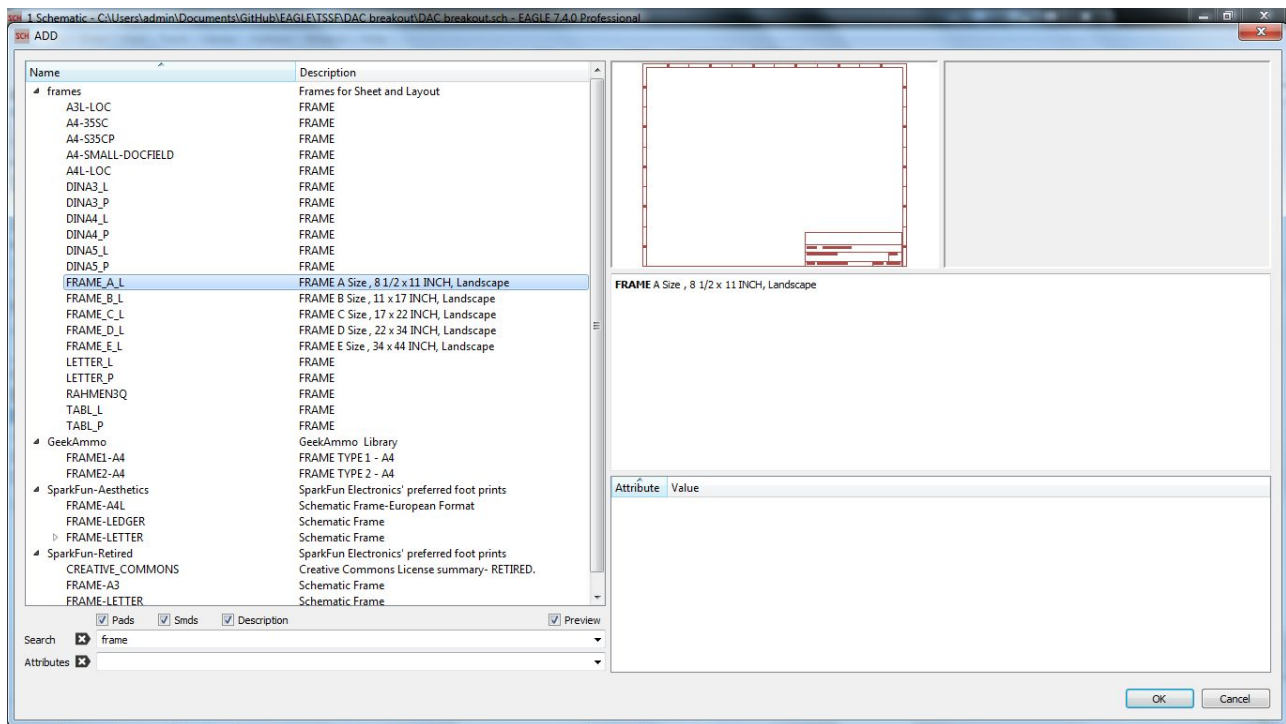 1 Schematic - C:\Users\admin\Documents\GitHub\EAGLE\TSSF\DAC breakout\DAC breakout.sch - EAGLE 7.4.0 Professional
ADD
Name Description
frames Frames for Sheet and Layout
A3L-LOC FRAME
A4-35SC FRAME
A4-S35CP FRAME
A4-SMALL-DOCFIELD FRAME
A4L-LOC FRAME
DINA3_L FRAME
DINA3_P FRAME
DINA4_L FRAME
DINA4_P FRAME
DINA5_L FRAME
DINA5_P FRAME
FRAME_A_L FRAME A Size , 8 1/2 x 11 INCH, Landscape
FRAME_B_L FRAME B Size , 11 x 17 INCH, Landscape
FRAME_C_L FRAME C Size , 17 x 22 INCH, Landscape
FRAME_D_L FRAME D Size , 22 x 34 INCH, Landscape
FRAME_E_L FRAME E Size , 34 x 44 INCH, Landscape
LETTER_L FRAME
LETTER_P FRAME
RAHMEN3Q FRAME
TABL_L FRAME
TABL_P FRAME
GeekAmmo GeekAmmo Library
FRAME1-A4 FRAME TYPE 1 - A4
FRAME2-A4 FRAME TYPE 2 - A4
SparkFun-Aesthetics SparkFun Electronics' preferred foot prints
FRAME-A4L Schematic Frame-European Format
FRAME-LEDGER Schematic Frame
FRAME-LETTER Schematic Frame
SparkFun-Retired SparkFun Electronics' preferred foot prints
CREATIVE_COMMONS Creative Commons License summary- RETIRED.
FRAME-A3 Schematic Frame
FRAME-LETTER Schematic Frame
Pads Smds Description Preview
Search frame
Attributes
FRAME A Size , 8 1/2 x 11 INCH, Landscape
Attribute Value
OK Cancel